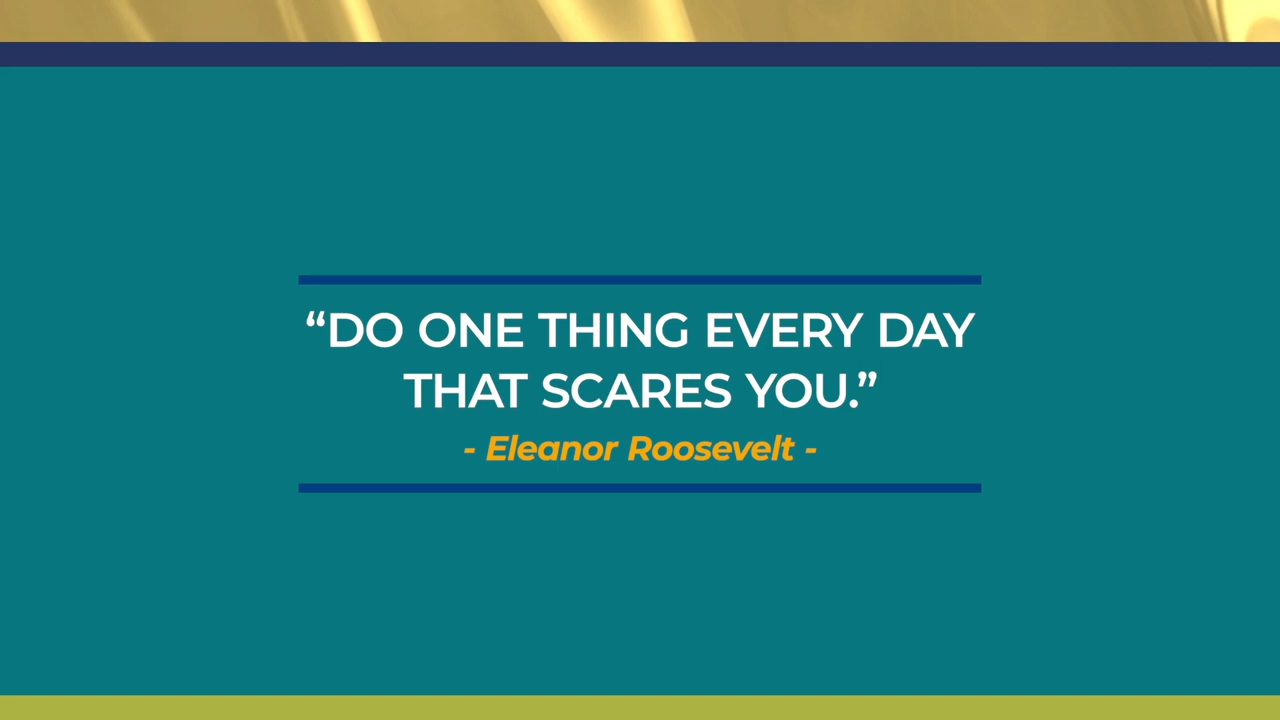 “DO ONE THING EVERY DAY
THAT SCARES YOU.”
- Eleanor Roosevelt -